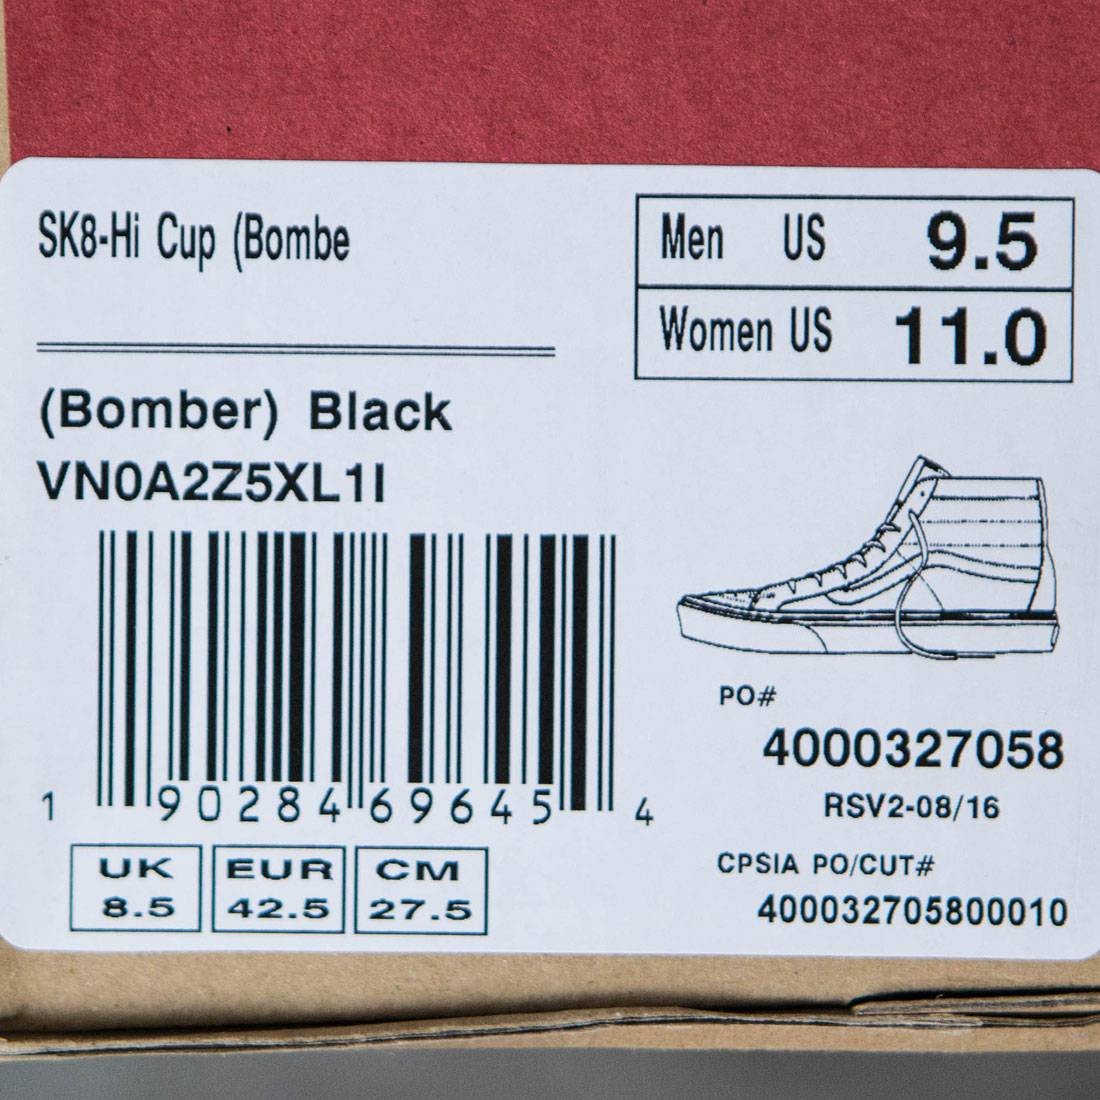 SK8-Hi Cup (Bombe
Men US 9.5
Women US 11.0
(Bomber) Black
VN0A2Z5XL1I
1 90284 69645 4
UK EUR CM
8.5 42.5 27.5
PO#
4000327058
RSV2-08/16
CPSIA PO/CUT#
400032705800010